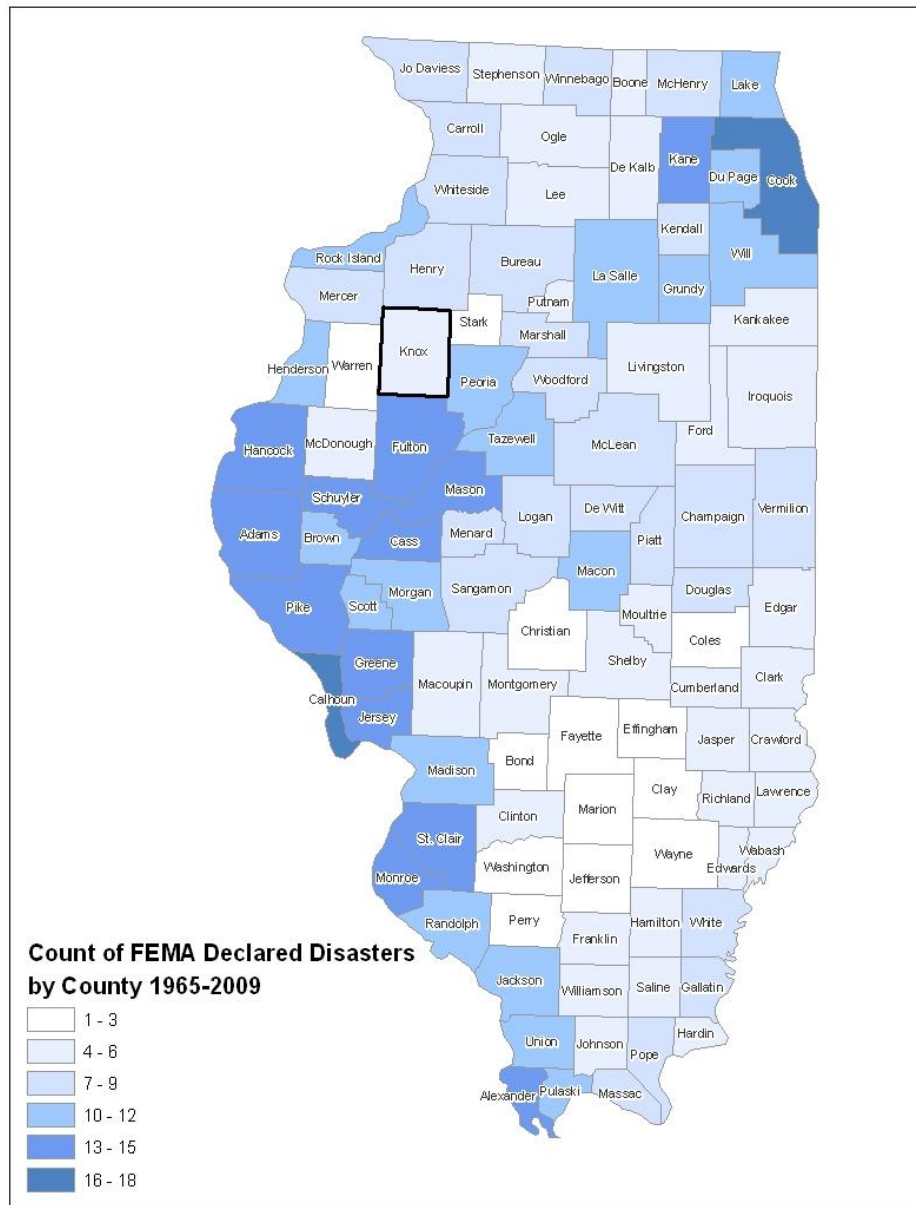 Jo Daviess
Stephenson
Winnebago
Boone
McHenry
Lake
Carroll
Ogle
De Kalb
Kane
Du Page
Cook
Whiteside
Lee
Kendall
Will
Rock Island
Henry
Bureau
La Salle
Grundy
Mercer
Putnam
Kankakee
Stark
Marshall
Knox
Warren
Henderson
Peoria
Woodford
Livingston
Iroquois
Ford
Hancock
McDonough
Fulton
Tazewell
McLean
Mason
Schuyler
Logan
De Witt
Champaign
Vermilion
Adams
Brown
Cass
Menard
Piatt
Macon
Scott
Morgan
Sangamon
Douglas
Pike
Moultrie
Edgar
Christian
Coles
Greene
Shelby
Macoupin
Montgomery
Cumberland
Clark
Calhoun
Jersey
Fayette
Effingham
Jasper
Crawford
Bond
Madison
Clay
Richland
Lawrence
Marion
Clinton
St. Clair
Wabash
Washington
Wayne
Edwards
Monroe
Jefferson
Randolph
Perry
Hamilton
White
Franklin
Jackson
Williamson
Saline
Gallatin
Union
Johnson
Hardin
Pope
Alexander
Pulaski
Massac
Count of FEMA Declared Disasters
by County 1965-2009
1 - 3
4 - 6
7 - 9
10 - 12
13 - 15
16 - 18